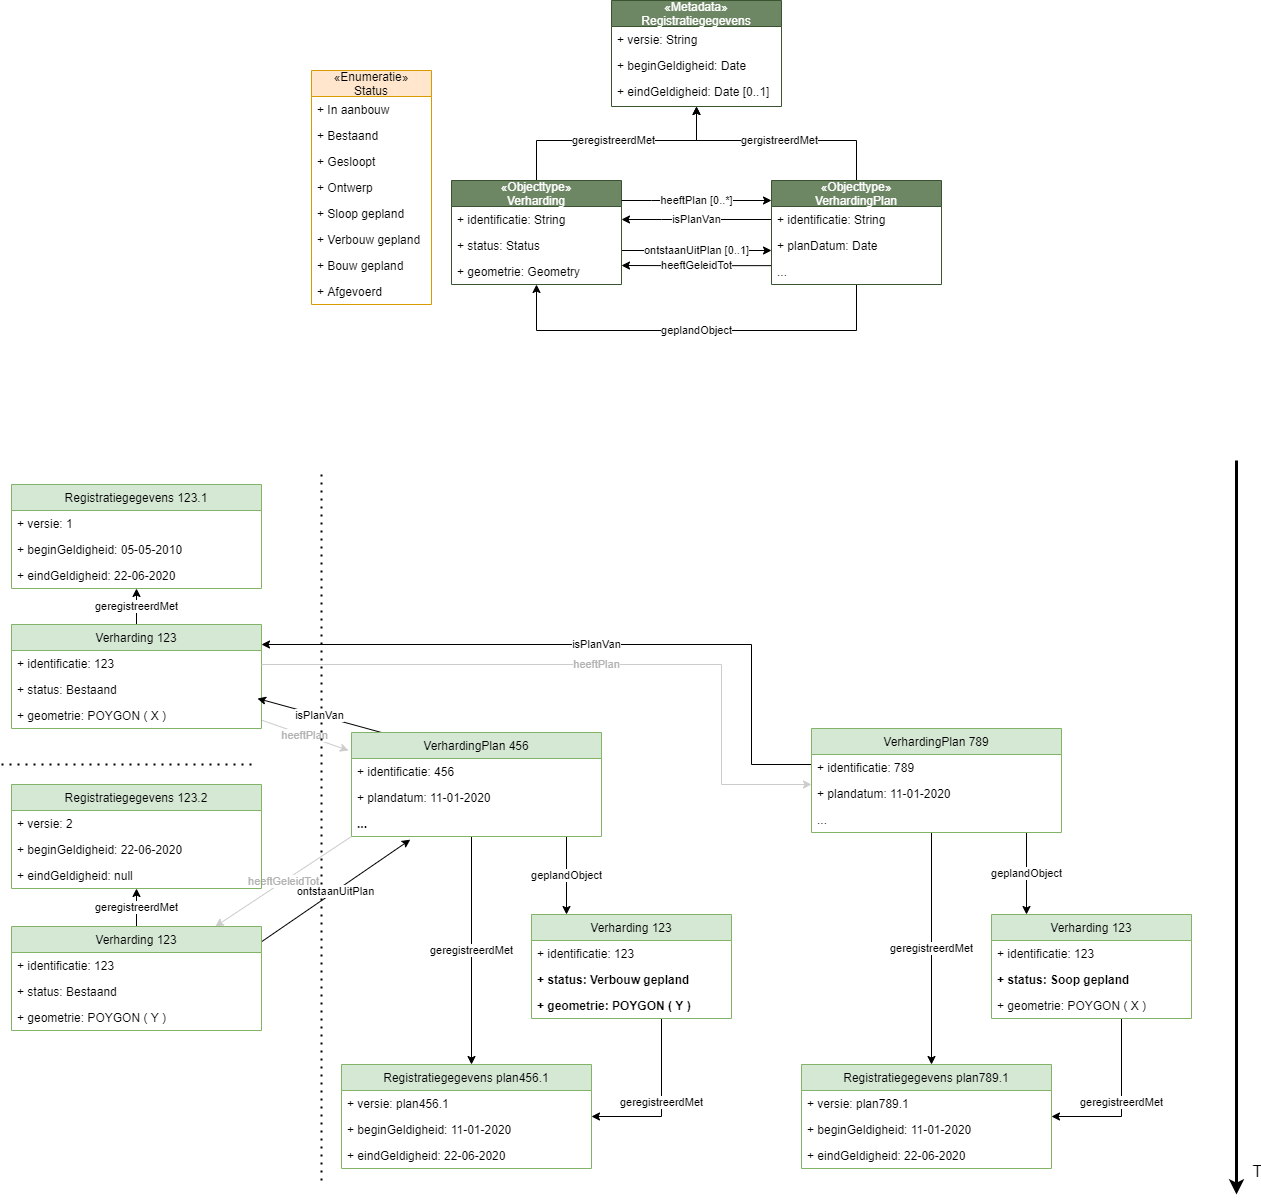 «Metadata»
Registratiegegevens
+ versie: String
+ beginGeldigheid: Date
+ eindGeldigheid: Date [0..1]
«Enumeratie»
Status
+ In aanbouw
+ Bestaand
+ Gesloopt
+ Ontwerp
+ Sloop gepland
+ Verbouw gepland
+ Bouw gepland
+ Afgevoerd
geregistreerdMet
gergistreerdMet
«Objecttype»
Verharding
+ identificatie: String
+ status: Status
+ geometrie: Geometry
heeftPlan [0..*]
isPlanVan
ontstaanUitPlan [0..1]
heeftGeleidTot
«Objecttype»
VerhardingPlan
+ identificatie: String
+ planDatum: Date
...
geplandObject
Registratiegegevens 123.1
+ versie: 1
+ beginGeldigheid: 05-05-2010
+ eindGeldigheid: 22-06-2020
geregistreerdMet
Verharding 123
+ identificatie: 123
+ status: Bestaand
+ geometrie: POYGON ( X )
isPlanVan
heeftPlan
isPlanVan
heeftPlan
VerhardingPlan 456
+ identificatie: 456
+ plandatum: 11-01-2020
...
VerhardingPlan 789
+ identificatie: 789
+ plandatum: 11-01-2020
...
Registratiegegevens 123.2
+ versie: 2
+ beginGeldigheid: 22-06-2020
+ eindGeldigheid: null
geregistreerdMet
heeftGeleidTot
ontstaanUitPlan
Verharding 123
+ identificatie: 123
+ status: Bestaand
+ geometrie: POYGON ( Y )
geplandObject
geregistreerdMet
Verharding 123
+ identificatie: 123
+ status: Verbouw gepland
+ geometrie: POYGON ( Y )
geplandObject
geregistreerdMet
Verharding 123
+ identificatie: 123
+ status: Soop gepland
+ geometrie: POYGON ( X )
geregistreerdMet
Registratiegegevens plan456.1
+ versie: plan456.1
+ beginGeldigheid: 11-01-2020
+ eindGeldigheid: 22-06-2020
geregistreerdMet
Registratiegegevens plan789.1
+ versie: plan789.1
+ beginGeldigheid: 11-01-2020
+ eindGeldigheid: 22-06-2020
T